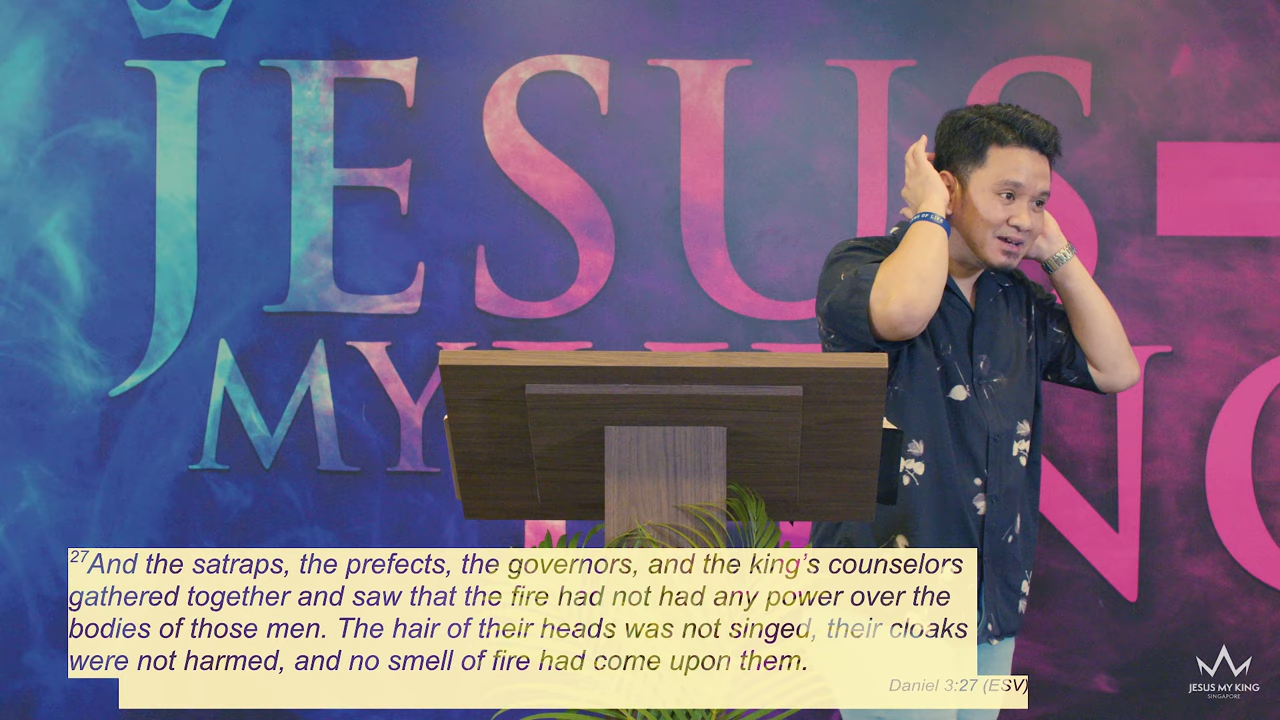 JESUS
MY
²⁷And the satraps, the prefects, the governors, and the king’s counselors
gathered together and saw that the fire had not had any power over the
bodies of those men. The hair of their heads was not singed, their cloaks
were not harmed, and no smell of fire had come upon them.
Daniel 3:27 (ESV)
JESUS MY KING
SINGAPORE